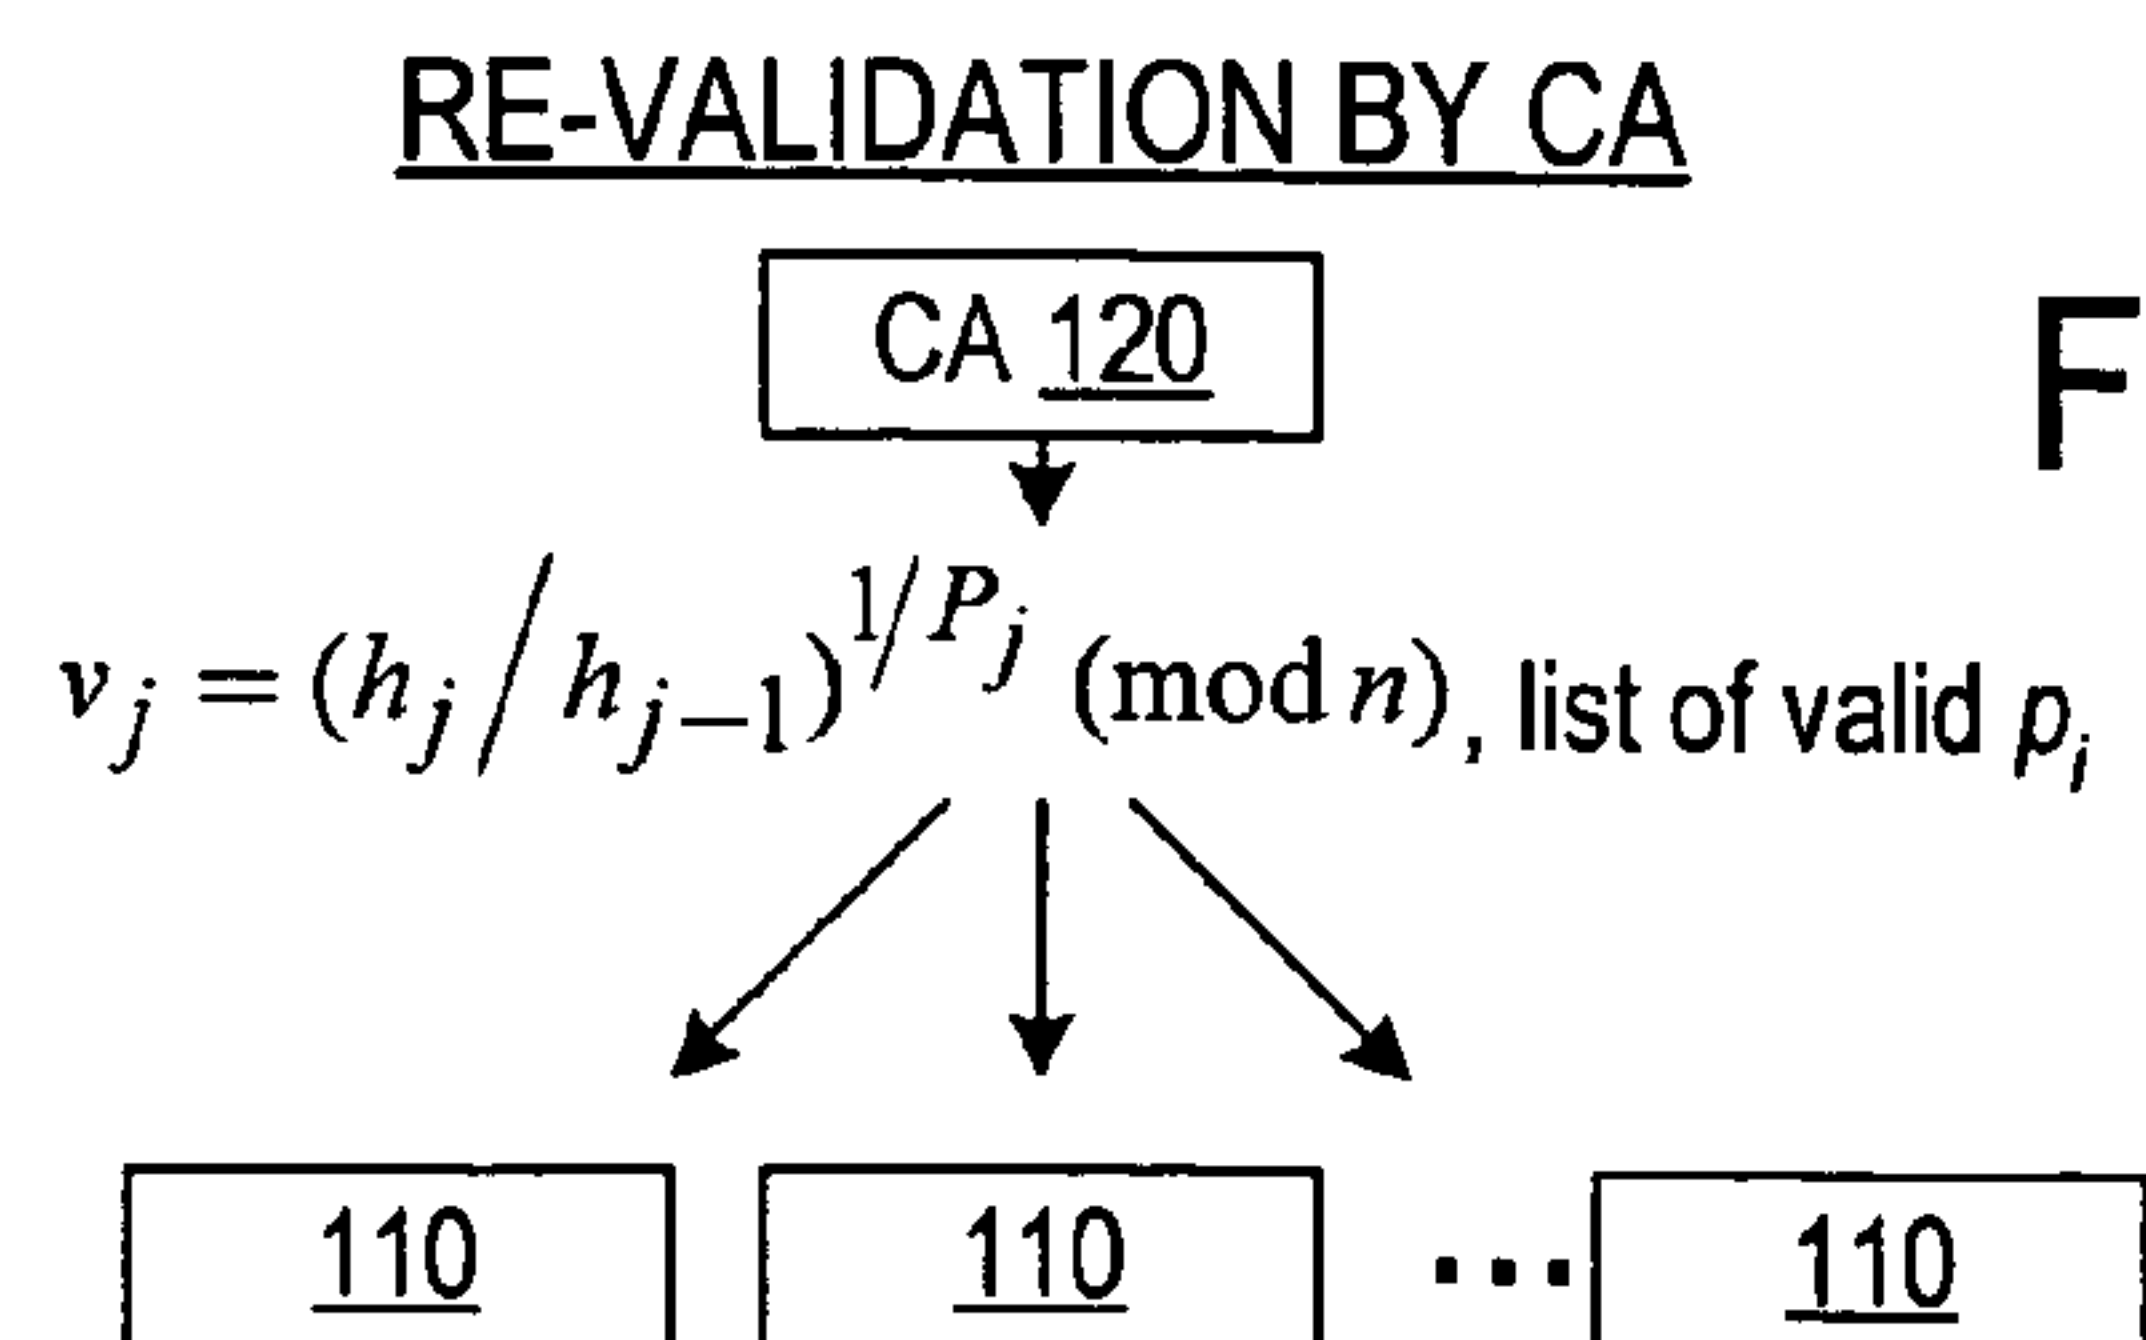 RE-VALIDATION BY CA
CA 120
F
v_j = (h_j / h_{j-1})^{1/P_j} (mod n), list of valid p_i
110 110 ... 110